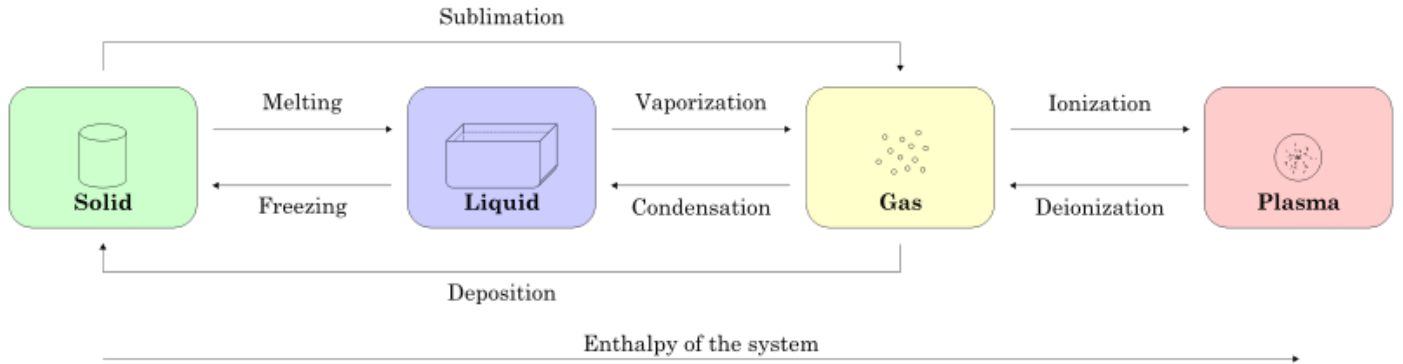 Sublimation
Melting
Vaporization
Ionization
Solid
Freezing
Liquid
Condensation
Gas
Deionization
Plasma
Deposition
Enthalpy of the system